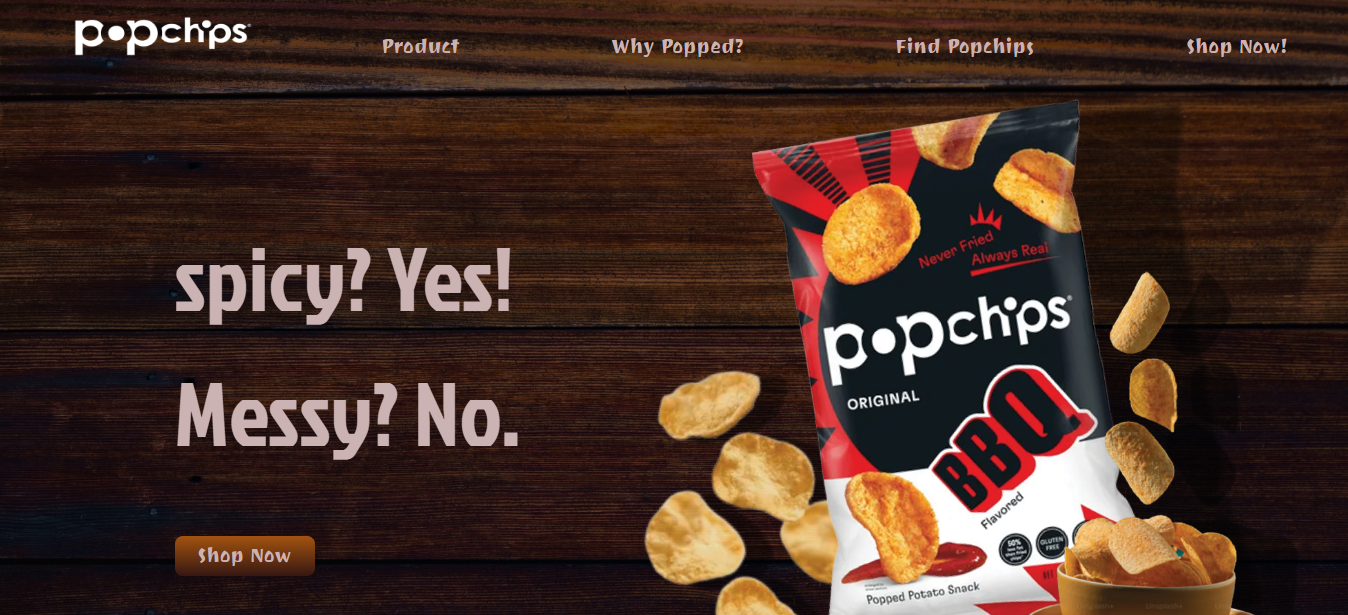 popchips
Product
Why Popped?
Find Popchips
Shop Now!
spicy? Yes!
Messy? No.
Shop Now
Never Fried
Always Real
popchips
ORIGINAL
BBQ
Flavored
50%
GLUTEN
FREE
Popped Potato Snack